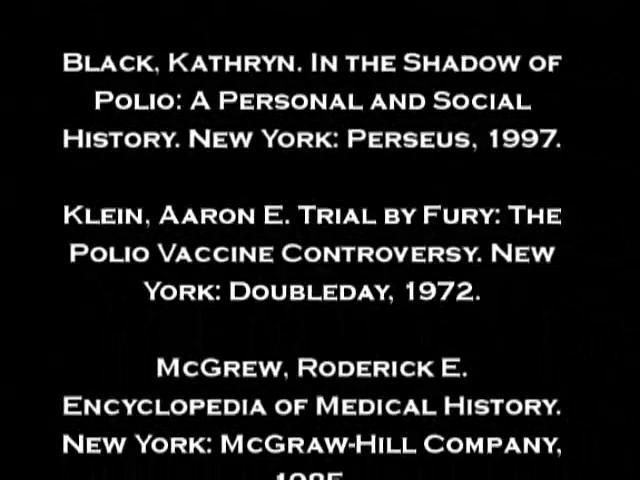 Black, Kathryn. In the Shadow of
Polio: A Personal and Social
History. New York: Perseus, 1997.
Klein, Aaron E. Trial by Fury: The
Polio Vaccine Controversy. New
York: Doubleday, 1972.
McGrew, Roderick E.
Encyclopedia of Medical History.
New York: McGraw-Hill Company,